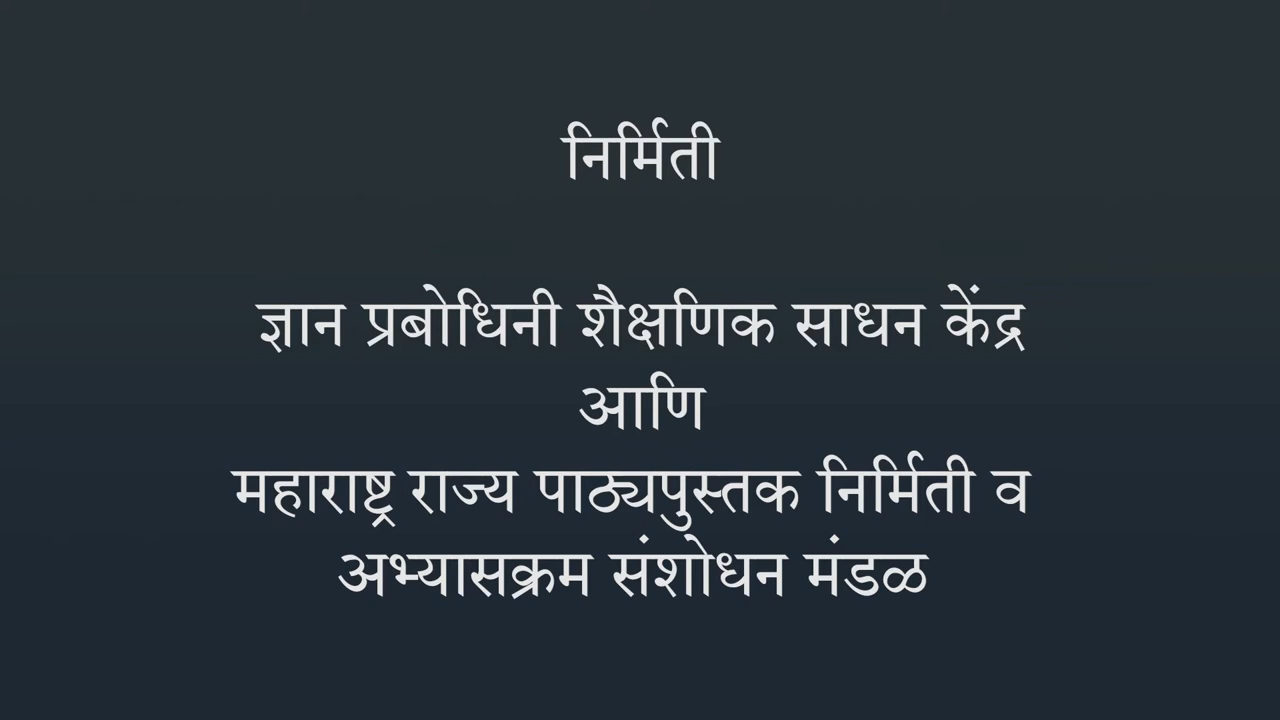 निर्मिती
ज्ञान प्रबोधिनी शैक्षणिक साधन केंद्र
आणि
महाराष्ट्र राज्य पाठ्यपुस्तक निर्मिती व
अभ्यासक्रम संशोधन मंडळ